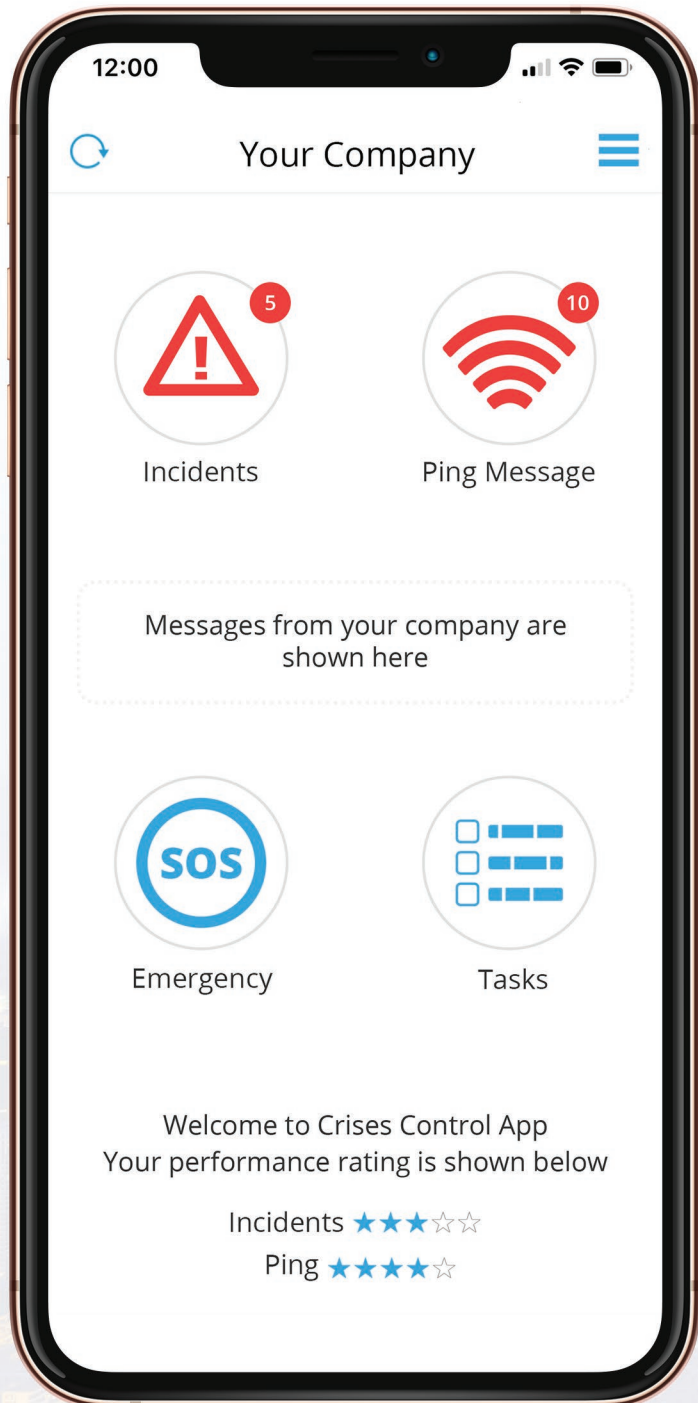 12:00
Your Company
5
10
Incidents
Ping Message
Messages from your company are
shown here
SOS
Emergency
Tasks
Welcome to Crises Control App
Your performance rating is shown below
Incidents ★★★☆☆
Ping ★★★★☆